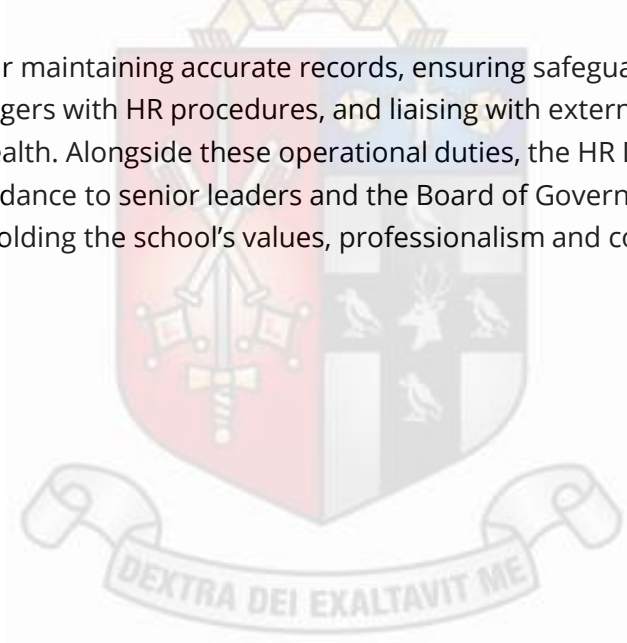 r maintaining accurate records, ensuring safegua
gers with HR procedures, and liaising with extern
ealth. Alongside these operational duties, the HR
dance to senior leaders and the Board of Govern
olding the school’s values, professionalism and co
DEXTRA DEI EXALTAVIT ME